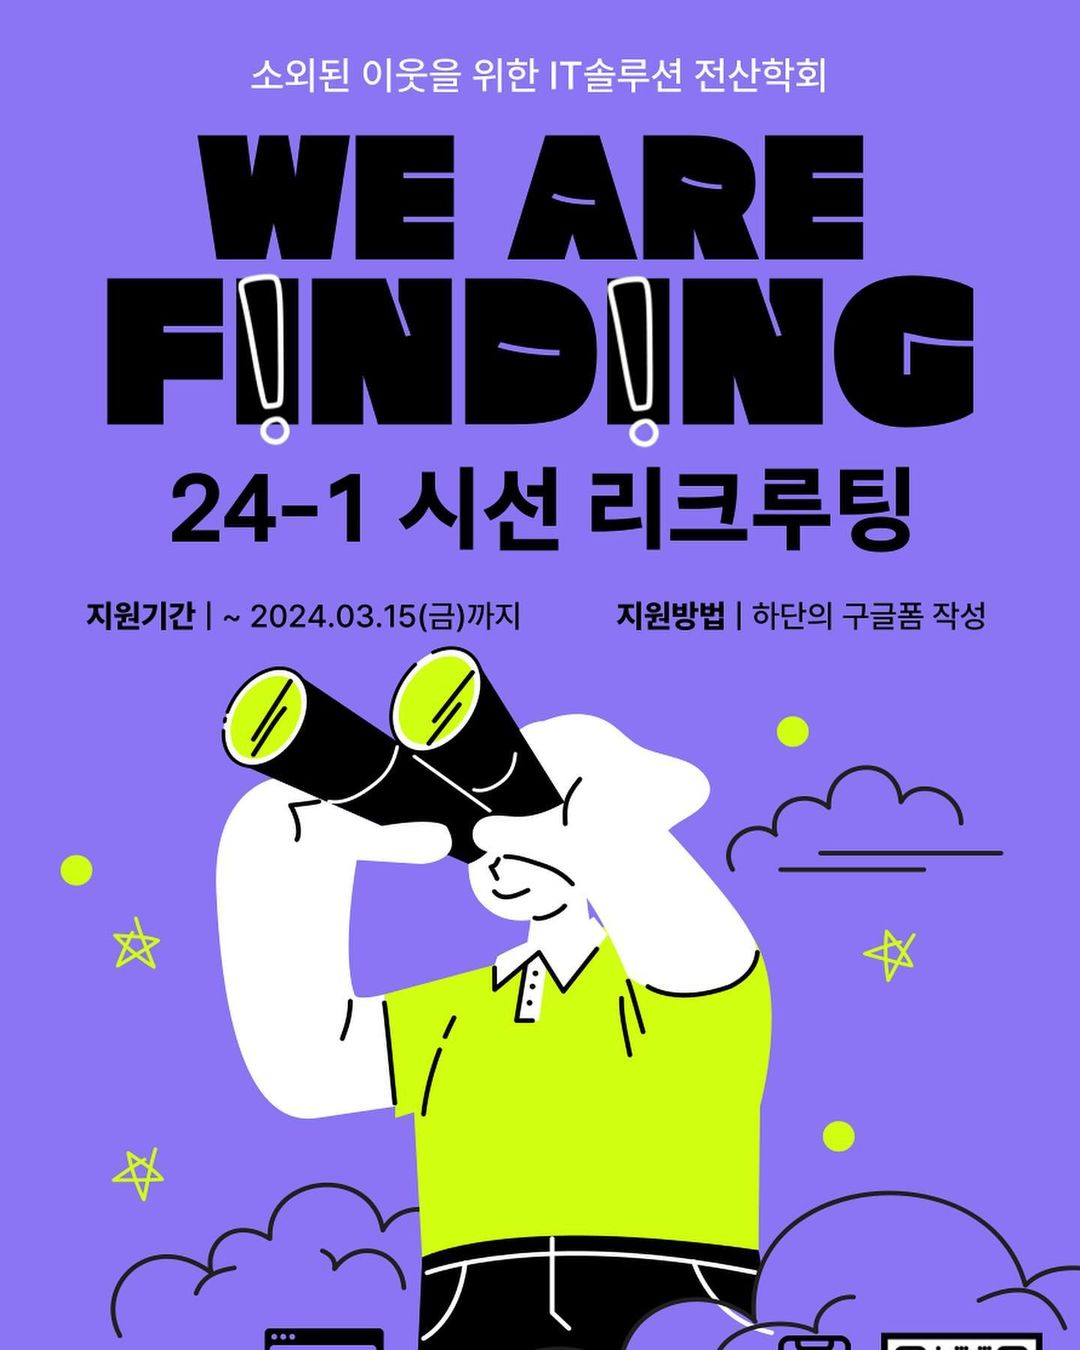 소외된 이웃을 위한 IT솔루션 전산학회
WE ARE
FINDING
24-1 시선 리크루팅
지원기간 | ~ 2024.03.15(금)까지
지원방법 | 하단의 구글폼 작성